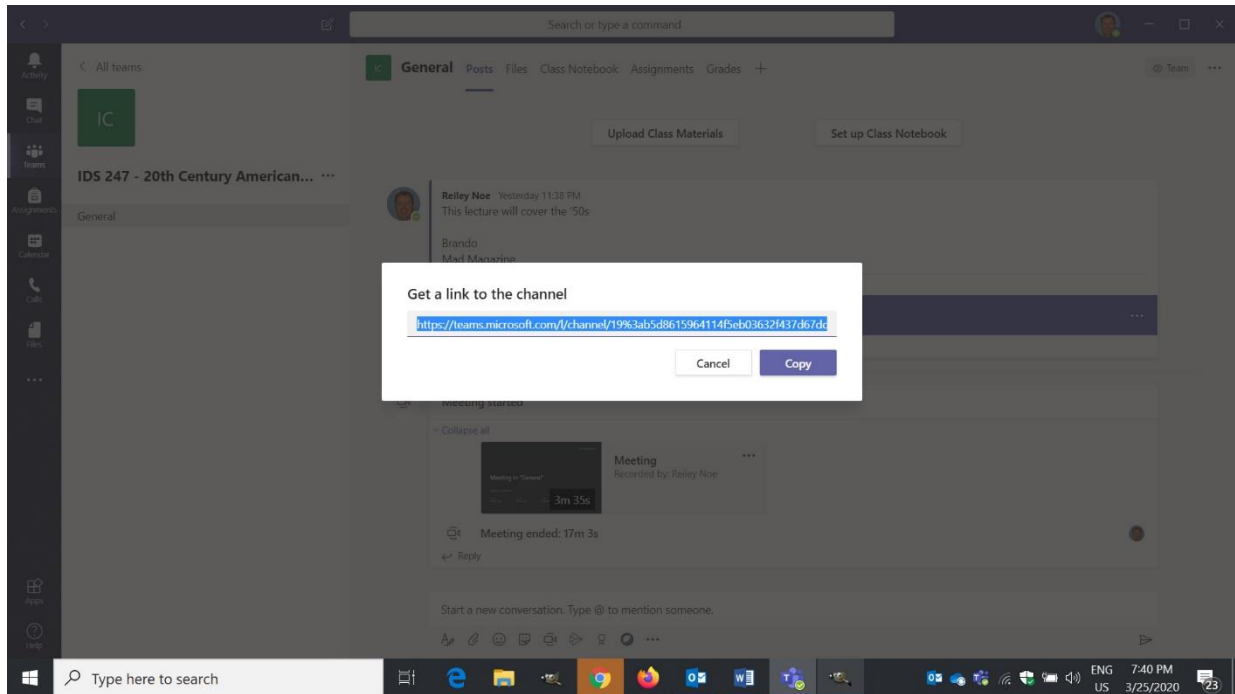 Search or type a command
Activity
Chat
Teams
Assignments
Calendar
Calls
Files
Apps
Help
All teams
IC
IDS 247 - 20th Century American... ...
General
IC General Posts Files Class Notebook Assignments Grades +
Team ...
Upload Class Materials Set up Class Notebook
Reiley Noe Yesterday 11:38 PM
This lecture will cover the '50s
Brando
Mad Magazine
Get a link to the channel
https://teams.microsoft.com/l/channel/19%3ab5d8615964114f5eb03632f437d67dc
Cancel Copy
Meeting started
Collapse all
Meeting in "General"
3m 35s
Meeting ...
Recorded by: Reiley Noe
Meeting ended: 17m 3s
Reply
Start a new conversation. Type @ to mention someone.
Type here to search
ENG
US
7:40 PM
3/25/2020
23